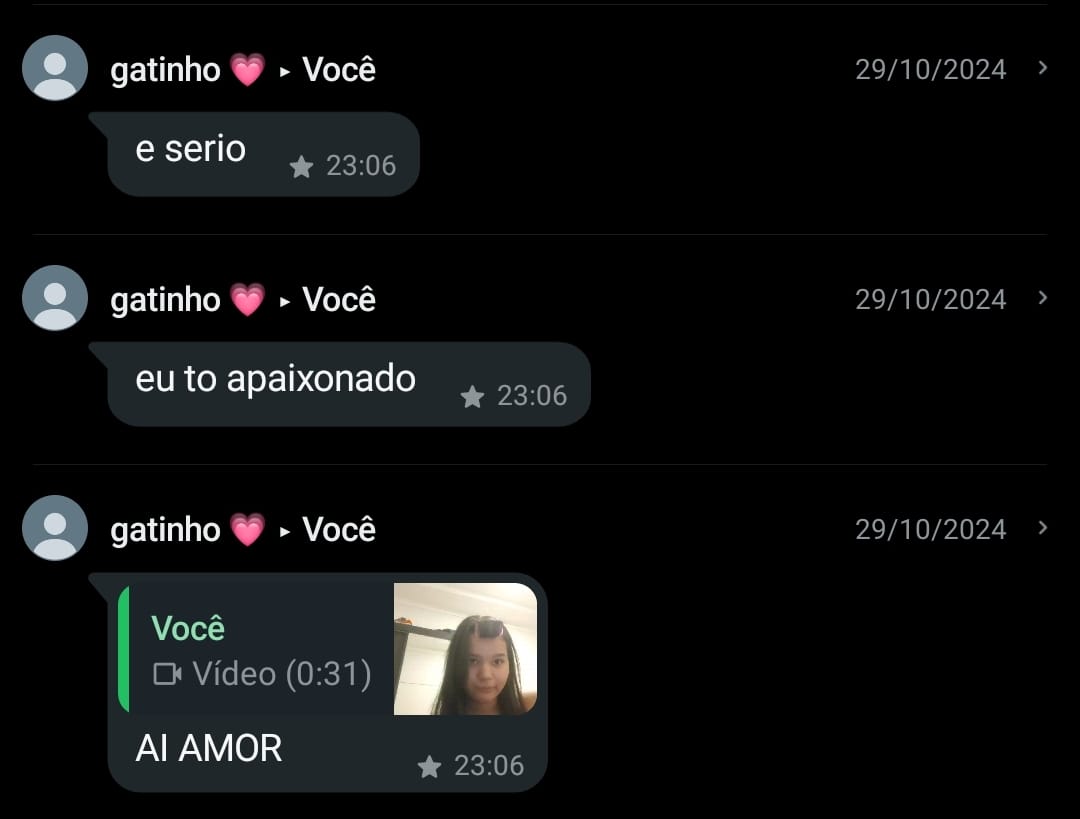 gatinho 💗 ▸ Você 29/10/2024
e serio
★ 23:06
gatinho 💗 ▸ Você 29/10/2024
eu to apaixonado
★ 23:06
gatinho 💗 ▸ Você 29/10/2024
Você
Vídeo (0:31)
AI AMOR
★ 23:06